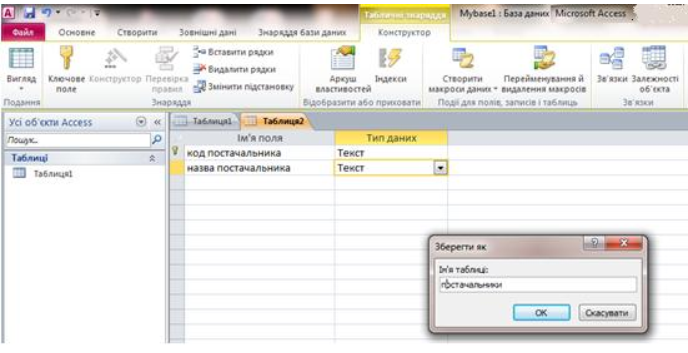 Табличні знаряддя Mybase1 : База даних Microsoft Access
Файл Основне Створити Зовнішні дані Знаряддя бази даних Конструктор
Вигляд
Ключове поле
Конструктор
Перевірка правил
Вставити рядки
Видалити рядки
Змінити підстановку
Аркуш властивостей
Індекси
Створити макроси даних
Перейменування й видалення макросів
Зв'язки
Залежності об'єкта
Подання Знаряддя Відобразити або приховати Події для полів, записів і таблиць Зв'язки
Усі об'єкти Access
Пошук...
Таблиці
Таблиця1
Таблиця1 Таблиця2
Ім'я поля Тип даних
код постачальника Текст
назва постачальника Текст
Зберегти як
Ім'я таблиці:
постачальники
ОК Скасувати